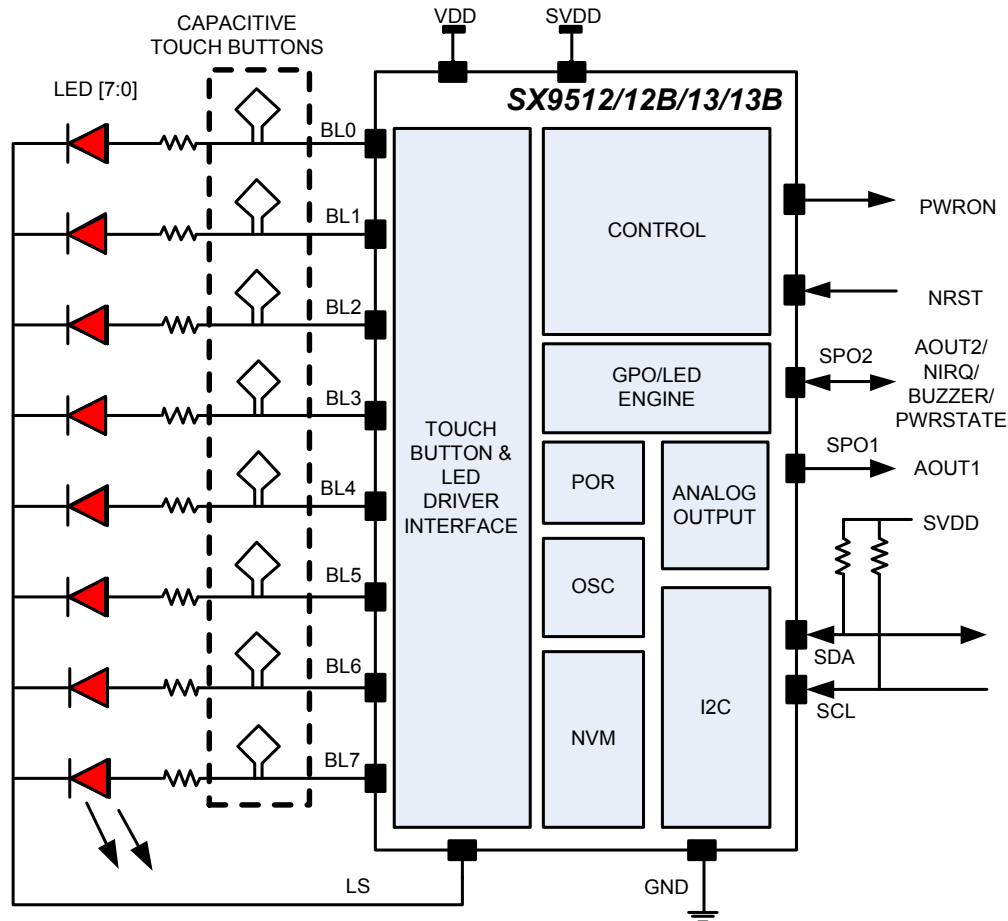 CAPACITIVE
TOUCH BUTTONS
VDD
SVDD
LED [7:0]
SX9512/12B/13/13B
BL0
BL1
BL2
BL3
BL4
BL5
BL6
BL7
TOUCH
BUTTON &
LED
DRIVER
INTERFACE
CONTROL
GPO/LED
ENGINE
POR
ANALOG
OUTPUT
OSC
NVM
I2C
PWRON
NRST
SPO2
AOUT2/
NIRQ/
BUZZER/
PWRSTATE
SPO1
AOUT1
SVDD
SDA
SCL
LS
GND